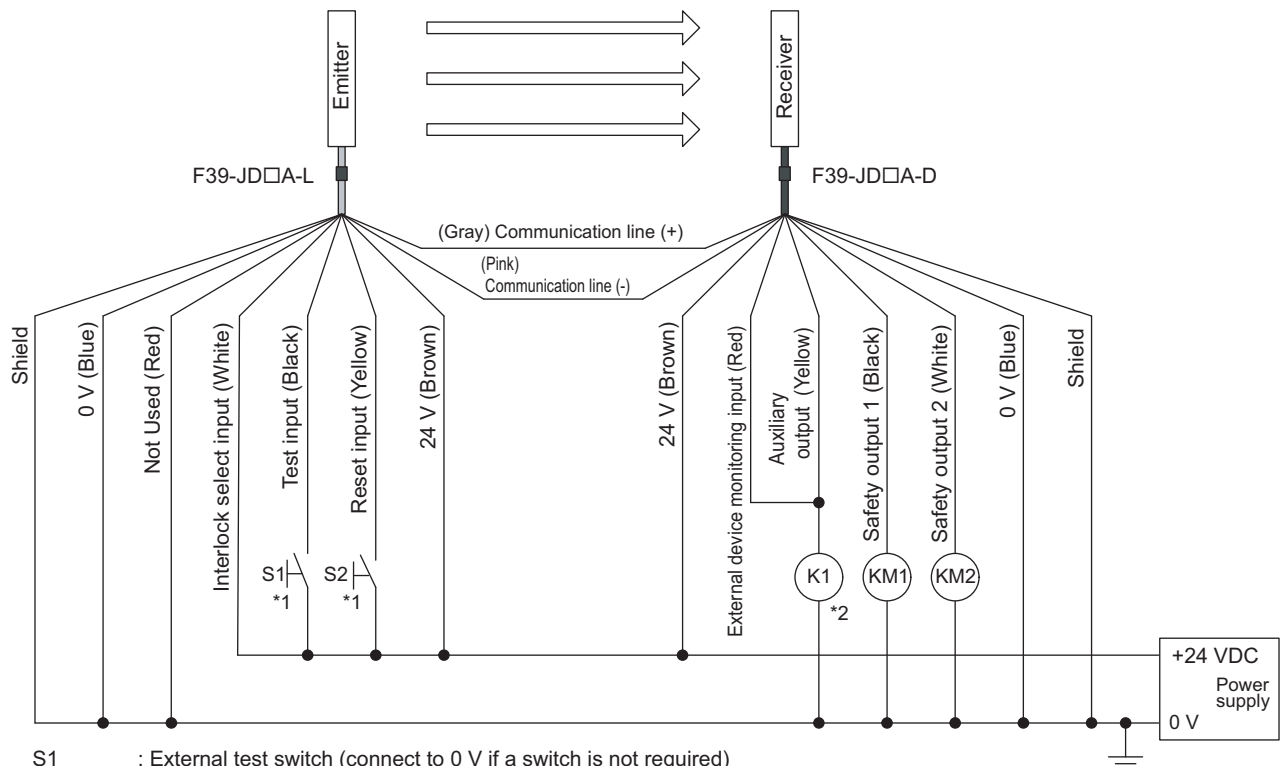 Emitter
Receiver
F39-JD□A-L
F39-JD□A-D
(Gray) Communication line (+)
(Pink)
Communication line (-)
Shield
0 V (Blue)
Not Used (Red)
Interlock select input (White)
Test input (Black)
Reset input (Yellow)
24 V (Brown)
24 V (Brown)
External device monitoring input (Red)
Auxiliary
output (Yellow)
Safety output 1 (Black)
Safety output 2 (White)
0 V (Blue)
Shield
S1
*1
S2
*1
K1
*2
KM1
KM2
+24 VDC
Power
supply
0 V
S1 : External test switch (connect to 0 V if a switch is not required)